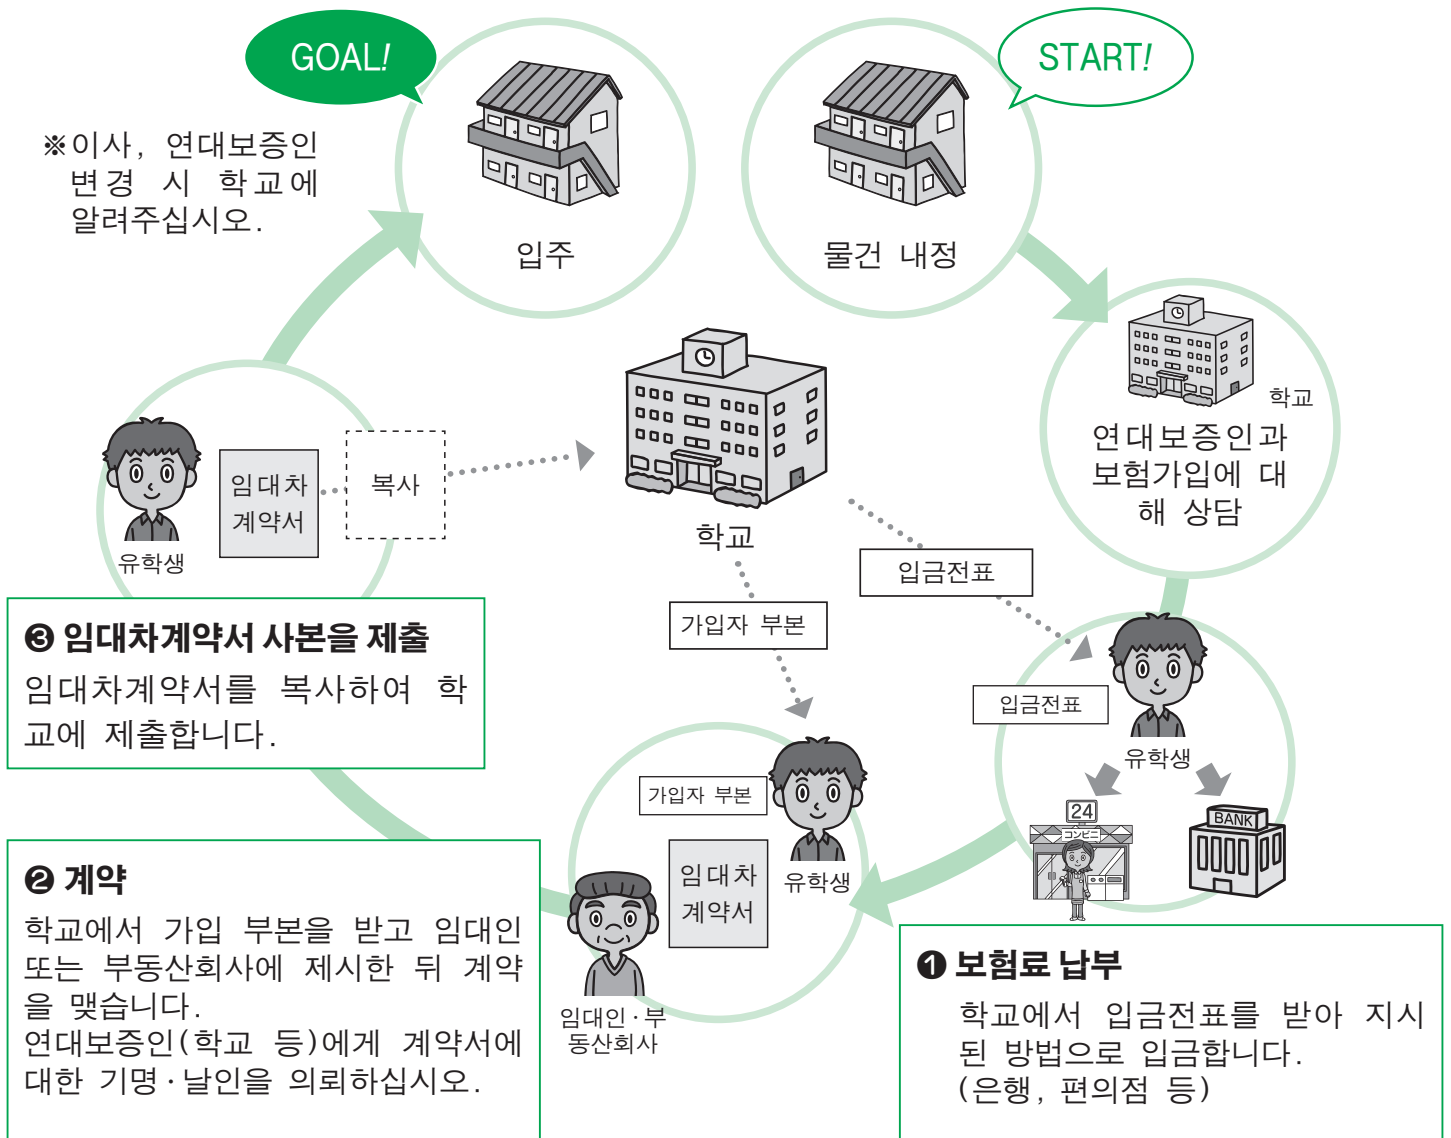 GOAL!
START!
※이사, 연대보증인
변경 시 학교에
알려주십시오.
입주
물건 내정
학교
연대보증인과
보험가입에 대
해 상담
임대차
계약서
복사
유학생
학교
입금전표
가입자 부본
❸ 임대차계약서 사본을 제출
임대차계약서를 복사하여 학
교에 제출합니다.
입금전표
유학생
24
コンビニ
BANK
가입자 부본
임대차
계약서
유학생
임대인·부
동산회사
❷ 계약
학교에서 가입 부본을 받고 임대인
또는 부동산회사에 제시한 뒤 계약
을 맺습니다.
연대보증인(학교 등)에게 계약서에
대한 기명·날인을 의뢰하십시오.
❶ 보험료 납부
학교에서 입금전표를 받아 지시
된 방법으로 입금합니다.
(은행, 편의점 등)